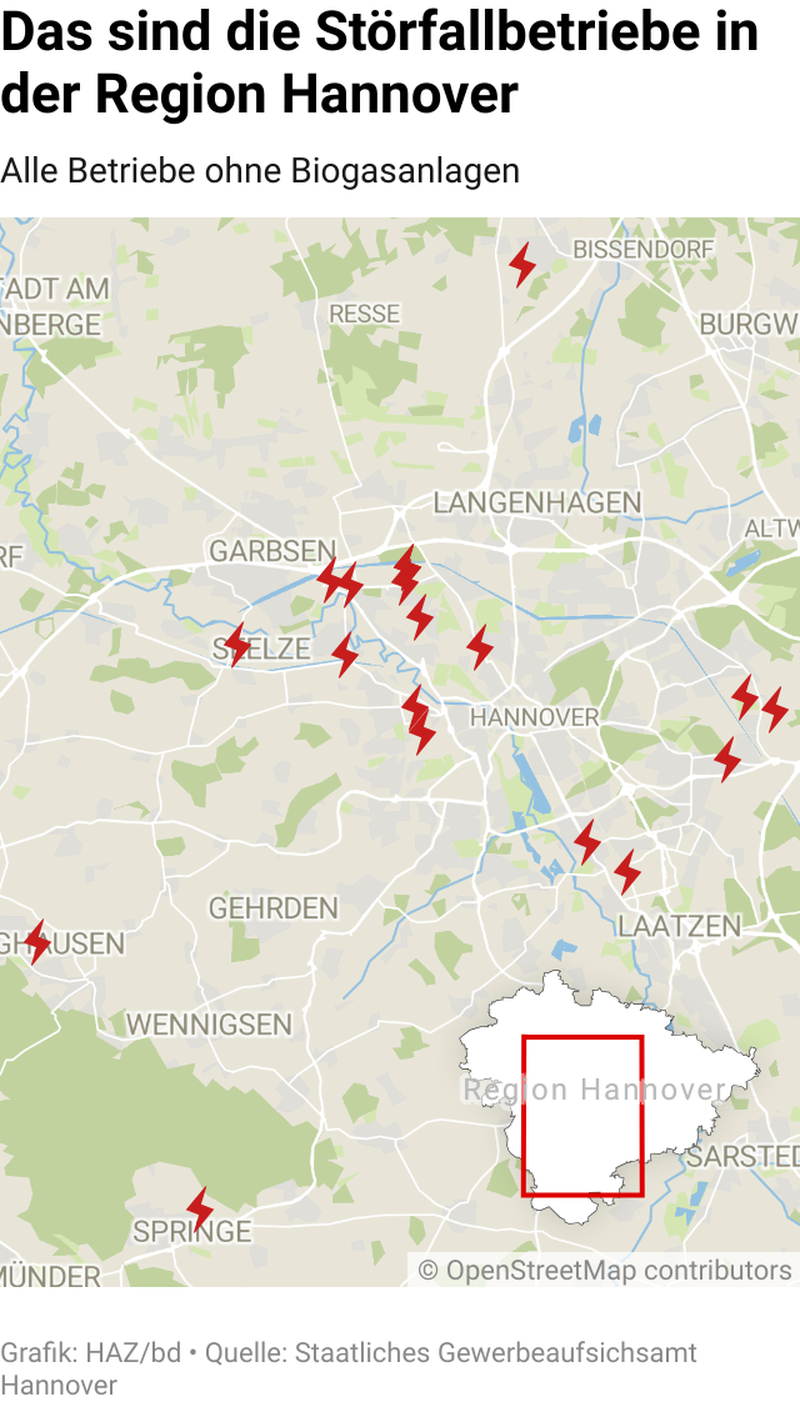 Das sind die Störfallbetriebe in
der Region Hannover
Alle Betriebe ohne Biogasanlagen
BISSENDORF
ADT AM
NBERGE
RESSE
BURGW
LANGENHAGEN
ALTW
GARBSEN
RF
SEELZE
HANNOVER
GEHRDEN
LAATZEN
GHAUSEN
WENNIGSEN
Region Hannover
SARSTED
SPRINGE
MÜNDER
© OpenStreetMap contributors
Grafik: HAZ/bd • Quelle: Staatliches Gewerbeaufsichsamt
Hannover